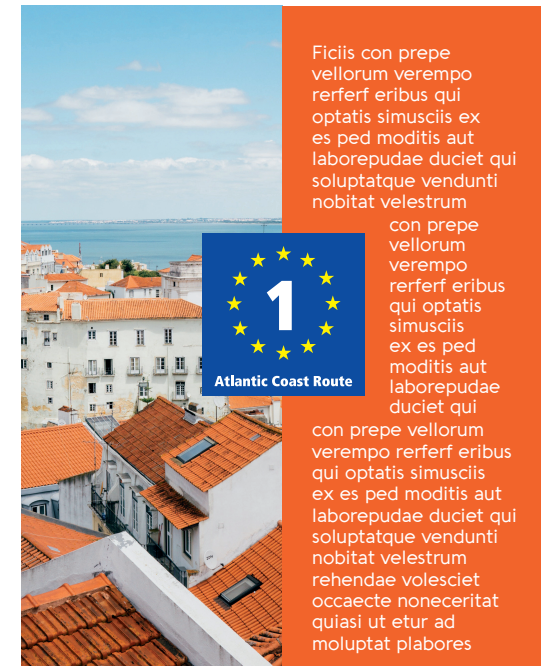 Ficiis con prepe
vellorum verempo
rerferf eribus qui
optatis simusciis ex
es ped moditis aut
laborepudae duciet qui
soluptatque vendunti
nobitat velestrum
con prepe
vellorum
verempo
rerferf eribus
qui optatis
simusciis
ex es ped
moditis aut
laborepudae
duciet qui
1
Atlantic Coast Route
con prepe vellorum
verempo rerferf eribus
qui optatis simusciis
ex es ped moditis aut
laborepudae duciet qui
soluptatque vendunti
nobitat velestrum
rehendae volesciet
occaecte noneceritat
quiasi ut etur ad
moluptat plabores